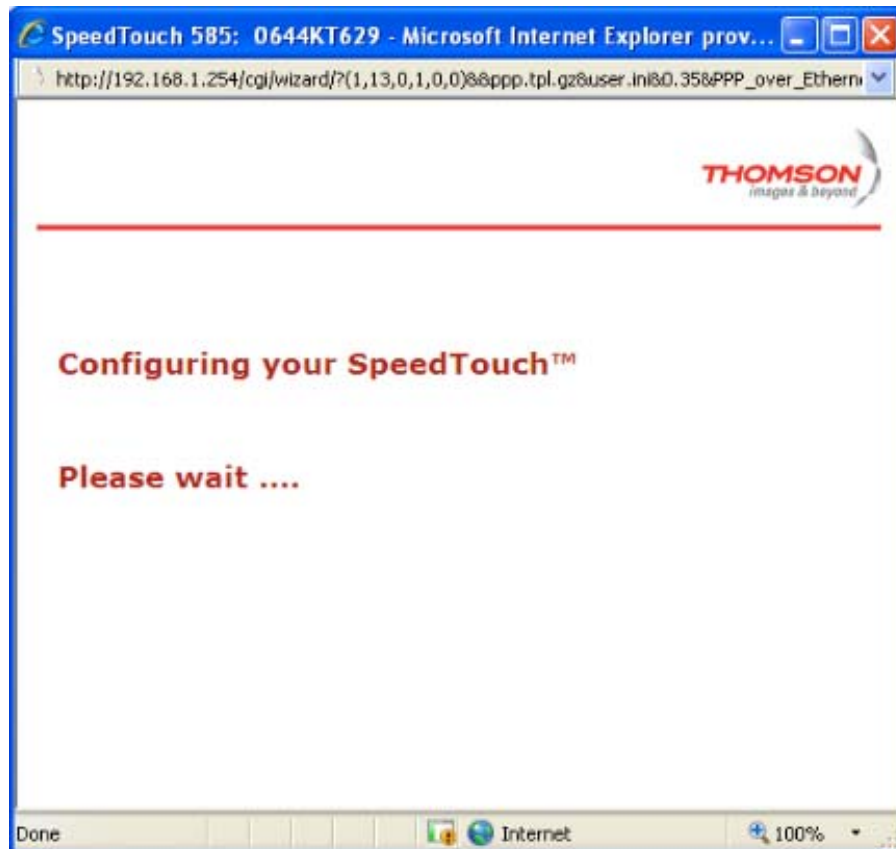 SpeedTouch 585: 0644KT629 - Microsoft Internet Explorer prov...
http://192.168.1.254/cgi/wizard/?(1,13,0,1,0,0)&&ppp.tpl.gz&user.ini&0.35&PPP_over_Ethern
THOMSON
images & beyond
Configuring your SpeedTouch™
Please wait ....
Done Internet 100%